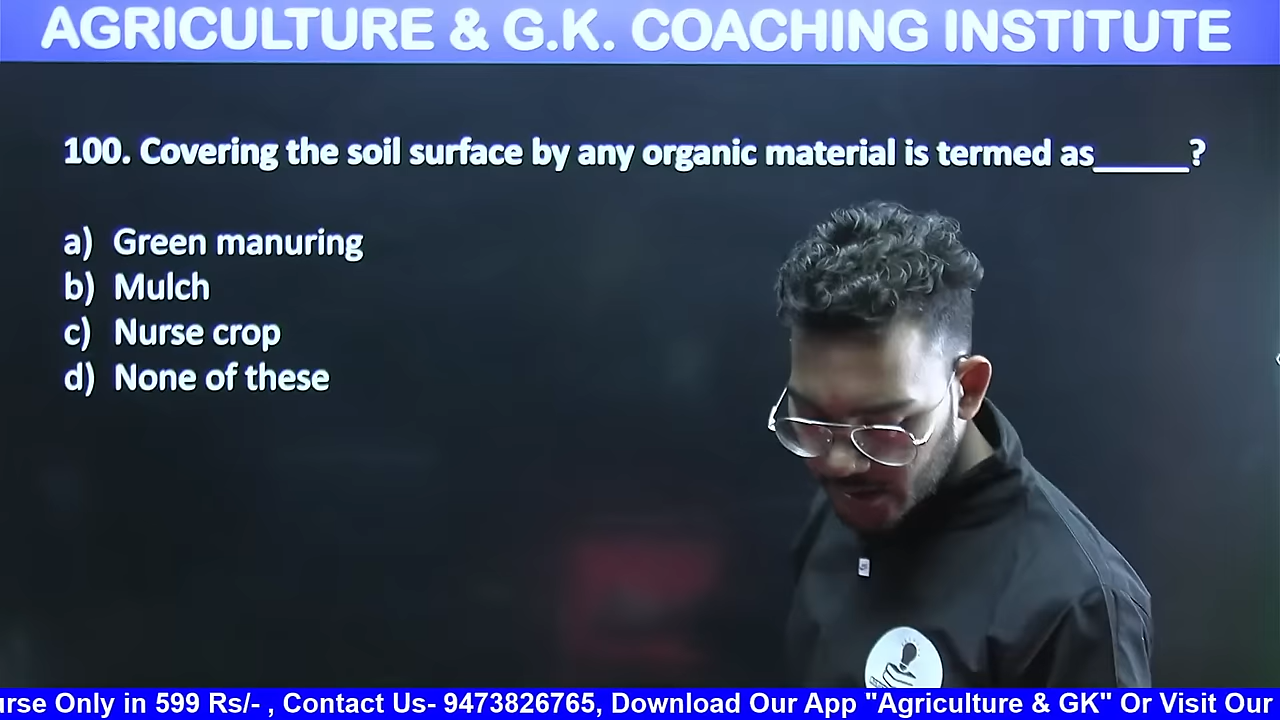 AGRICULTURE & G.K. COACHING INSTITUTE
100. Covering the soil surface by any organic material is termed as______?
a) Green manuring
b) Mulch
c) Nurse crop
d) None of these
urse Only in 599 Rs/- , Contact Us- 9473826765, Download Our App "Agriculture & GK" Or Visit Our